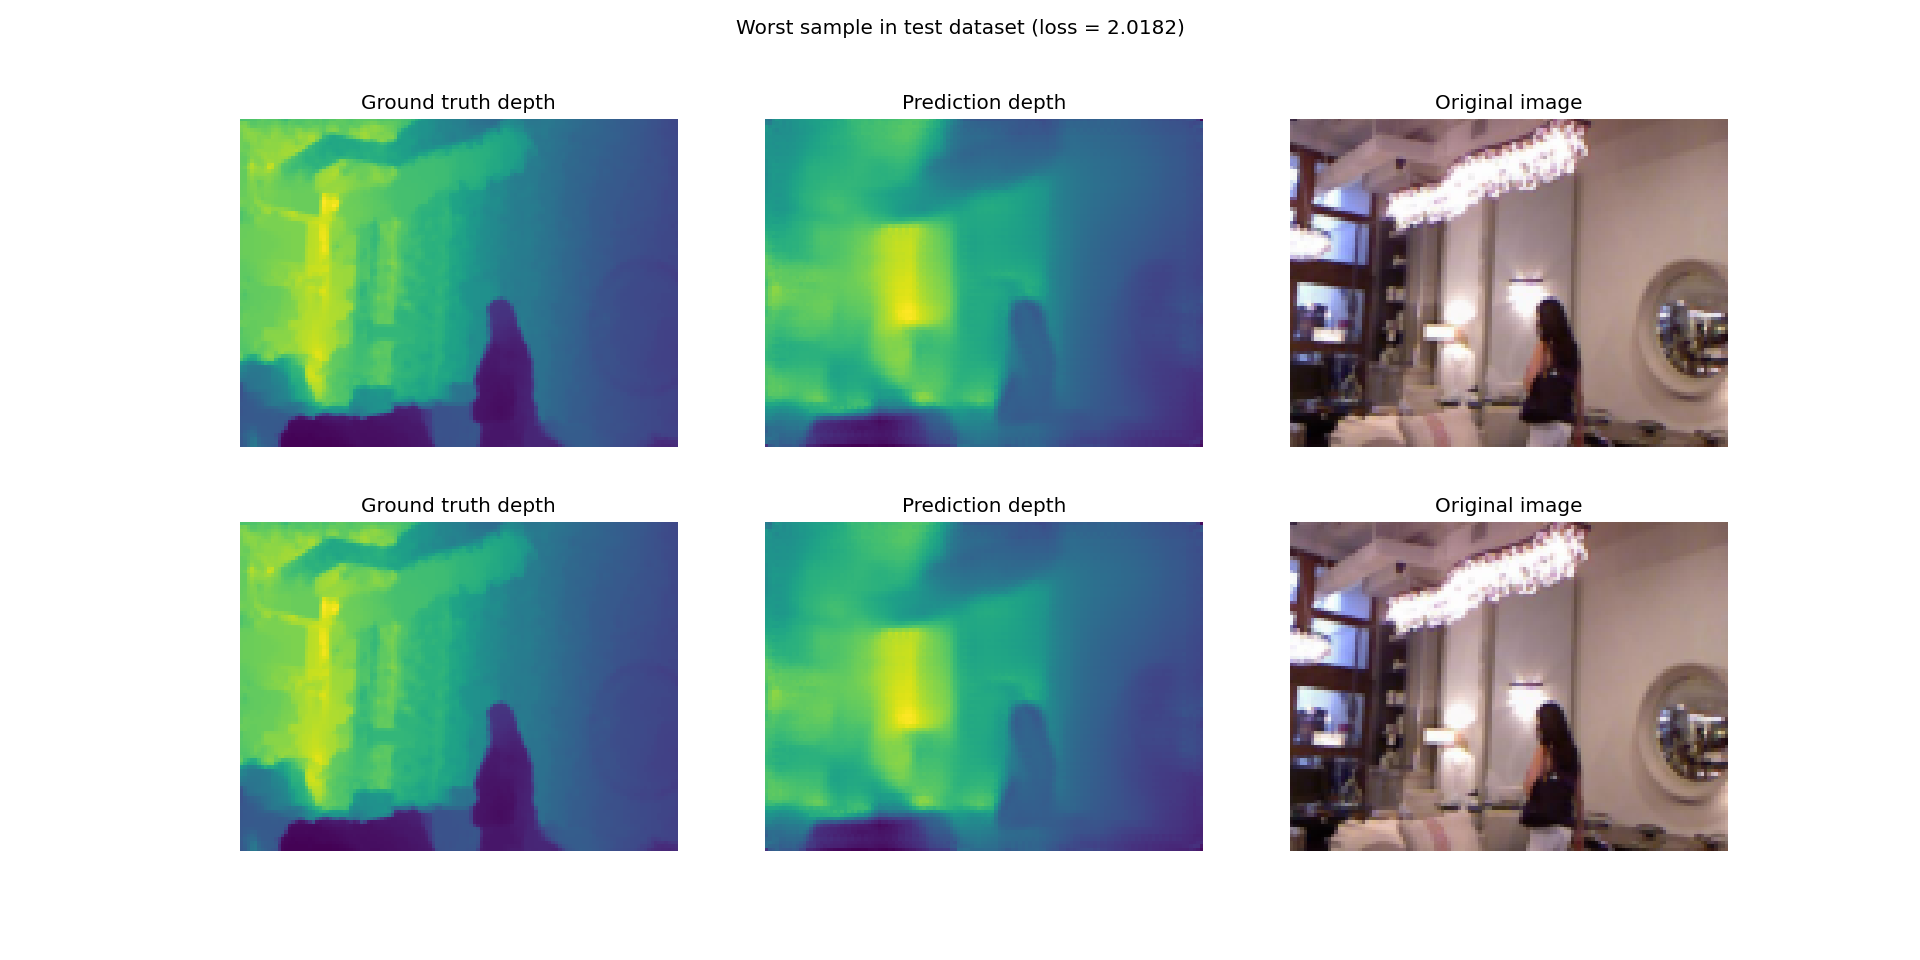 Worst sample in test dataset (loss = 2.0182)
Ground truth depth
Prediction depth
Original image
Ground truth depth
Prediction depth
Original image